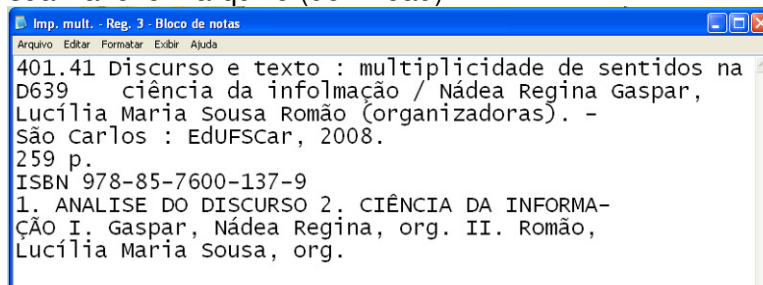 Imp. mult. - Reg. 3 - Bloco de notas
Arquivo Editar Formatar Exibir Ajuda
401.41 Discurso e texto : multiplicidade de sentidos na
D639 ciência da infolmação / Nádea Regina Gaspar,
Lucília Maria Sousa Romão (organizadoras). –
São Carlos : EdUFSCar, 2008.
259 p.
ISBN 978-85-7600-137-9
1. ANALISE DO DISCURSO 2. CIÊNCIA DA INFORMA-
ÇÃO I. Gaspar, Nádea Regina, org. II. Romão,
Lucília Maria Sousa, org.